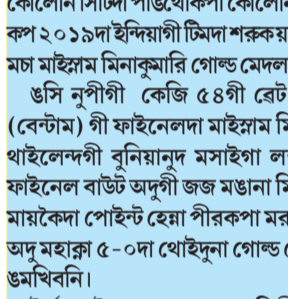 কোলোন সিটিদা পাঙথোকপা কোলোন
কপ ২০১৯দা ইন্দিয়াগী টিমদা শরুক য
মচা মাইস্নাম মিনাকুমারি গোল্ড মেদল
ঙসি নুপীগী কেজি ৫৪গী ৱেট
(বেন্টাম) গী ফাইনেলদা মাইস্নাম মি
থাইলেন্দগী বুনিয়ানুদ মসাইগা ল
ফাইনেল বাউট অদুগী জজ মঙানা মি
মায়কৈদা পোইন্ট হেন্না পীরকপা মর
অদু মহাক্না ৫-০দা থোইদুনা গোল্ড
ঙমখিবনি।